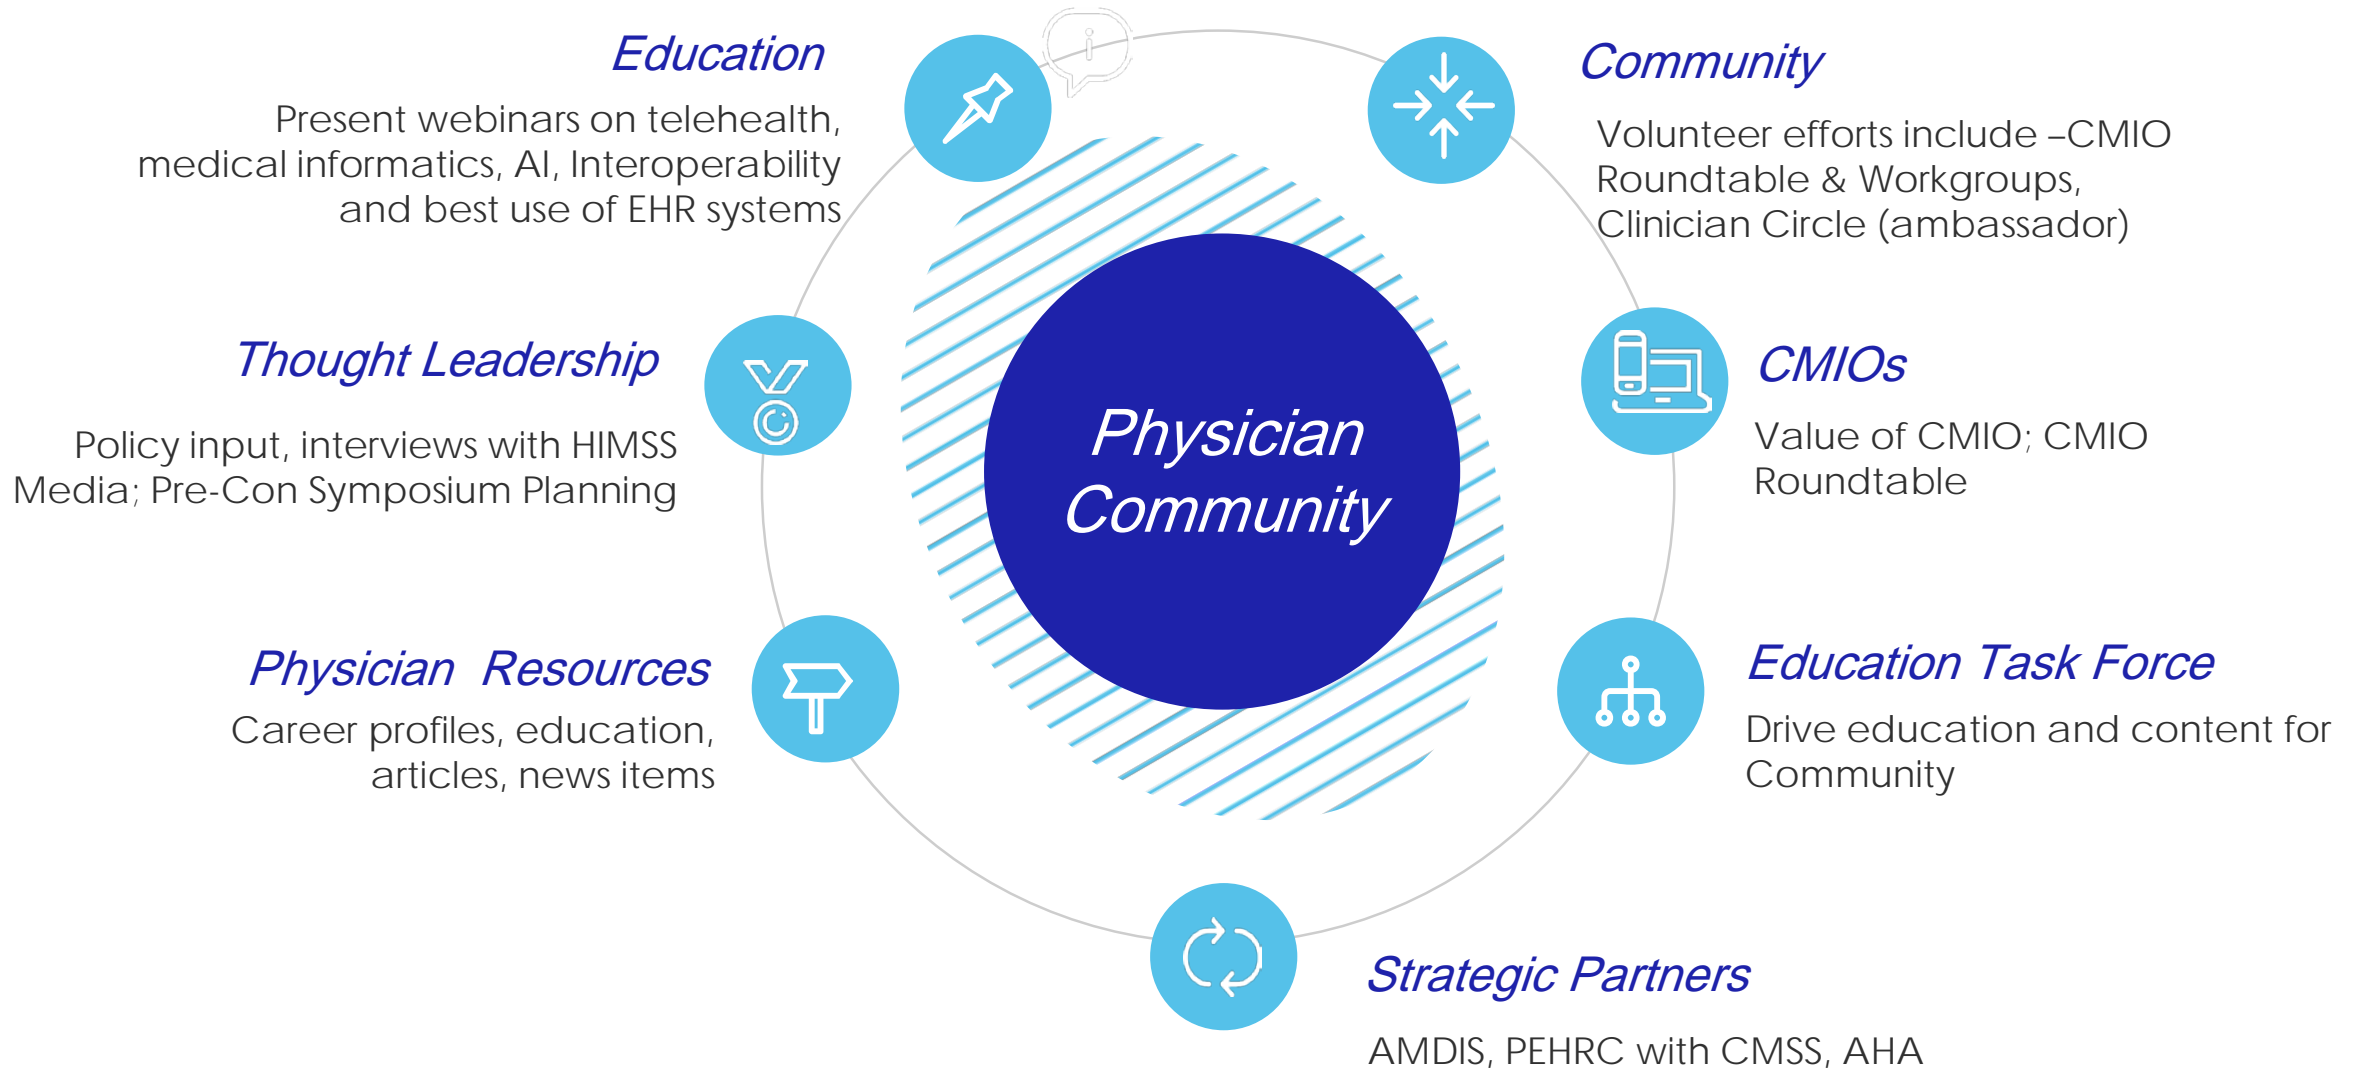 Education
Present webinars on telehealth,
medical informatics, AI, Interoperability
and best use of EHR systems
Community
Volunteer efforts include –CMIO
Roundtable & Workgroups,
Clinician Circle (ambassador)
Thought Leadership
Policy input, interviews with HIMSS
Media; Pre-Con Symposium Planning
Physician
Community
CMIOs
Value of CMIO; CMIO
Roundtable
Physician Resources
Career profiles, education,
articles, news items
Education Task Force
Drive education and content for
Community
Strategic Partners
AMDIS, PEHRC with CMSS, AHA